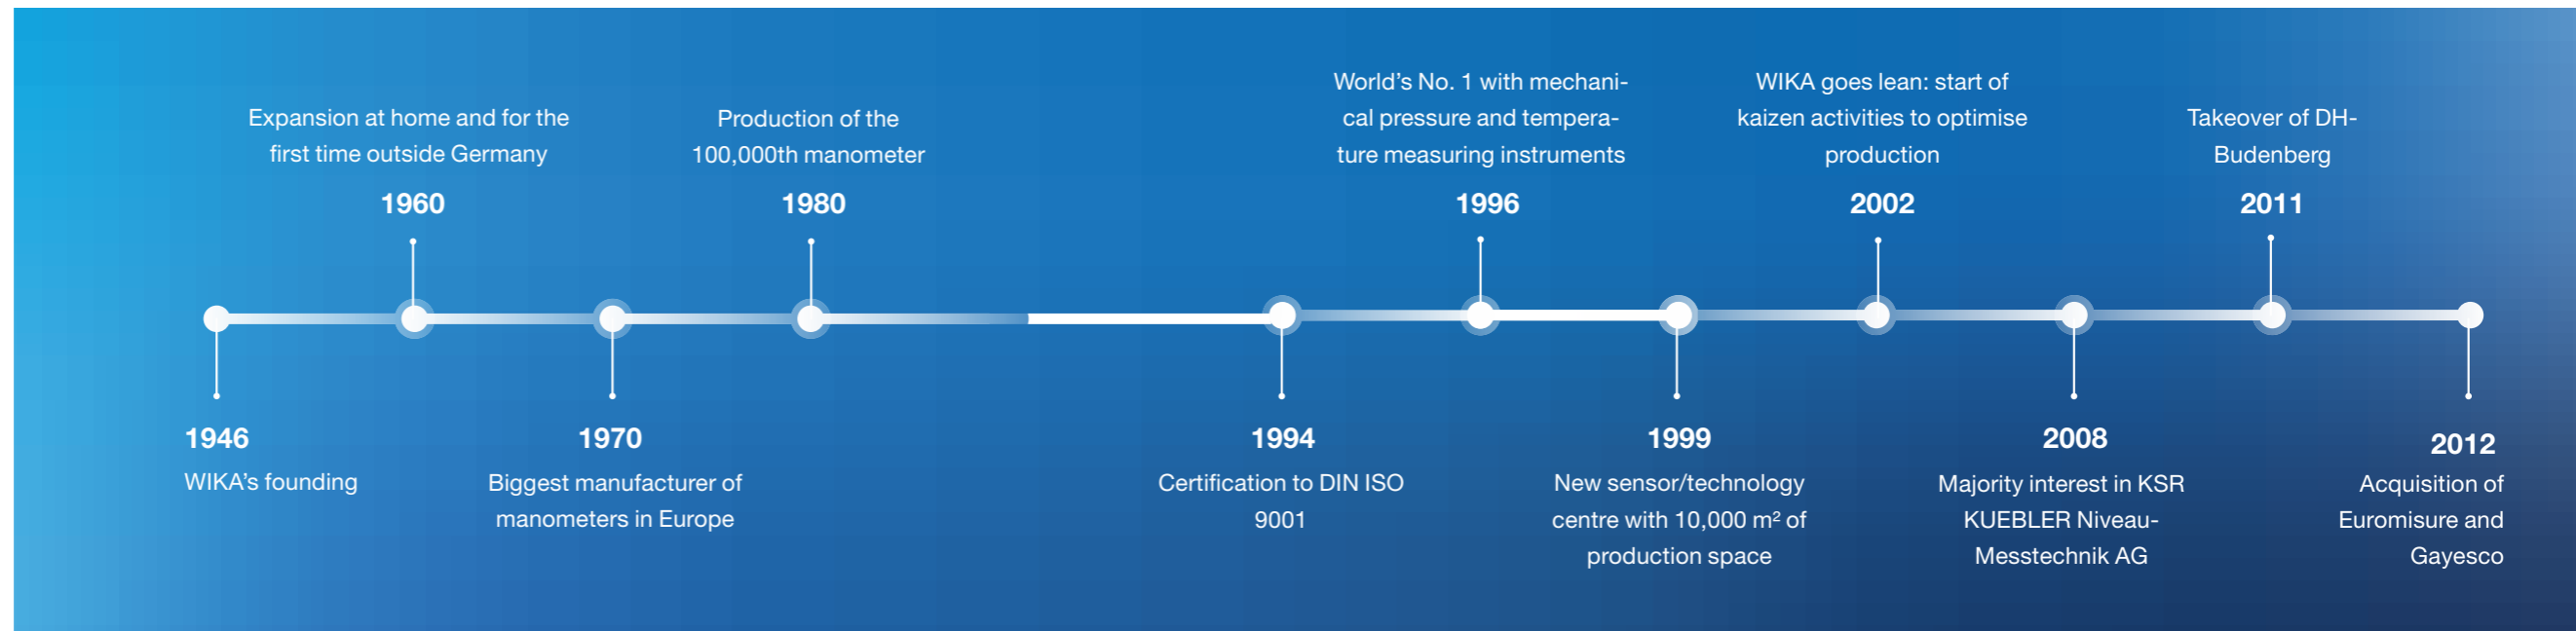 1946
WIKA's founding
Expansion at home and for the
first time outside Germany
1960
1970
Biggest manufacturer of
manometers in Europe
Production of the
100,000th manometer
1980
1994
Certification to DIN ISO
9001
World's No. 1 with mechani-
cal pressure and tempera-
ture measuring instruments
1996
1999
New sensor/technology
centre with 10,000 m² of
production space
WIKA goes lean: start of
kaizen activities to optimise
production
2002
2008
Majority interest in KSR
KUEBLER Niveau-
Messtechnik AG
Takeover of DH-
Budenberg
2011
2012
Acquisition of
Euromisure and
Gayesco